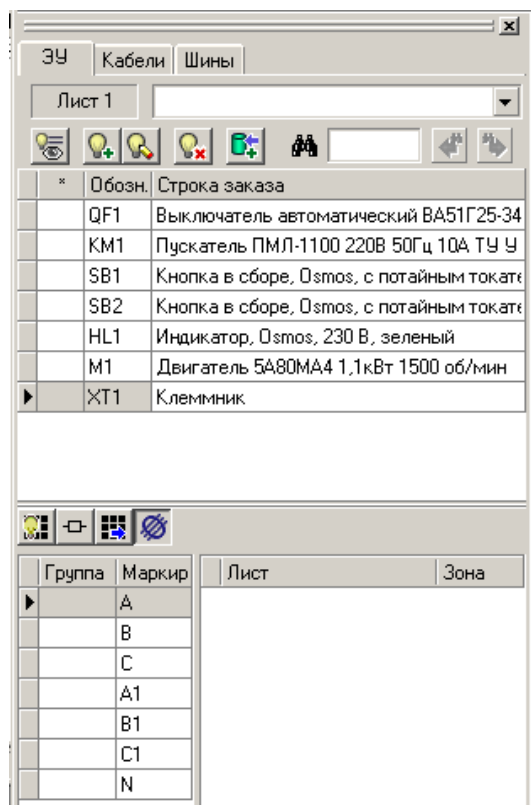 ЭУ Кабели Шины
Лист 1
* Обозн. Строка заказа
QF1 Выключатель автоматический ВА51Г25-34
KM1 Пускатель ПМЛ-1100 220В 50Гц 10А ТУ У
SB1 Кнопка в сборе, Osmos, с потайным токате
SB2 Кнопка в сборе, Osmos, с потайным токате
HL1 Индикатор, Osmos, 230 В, зеленый
M1 Двигатель 5А80МА4 1,1кВт 1500 об/мин
XT1 Клеммник
Группа Маркир Лист Зона
A
B
C
A1
B1
C1
N